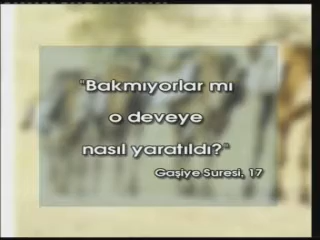 "Bakmıyorlar mı
o deveye
nasıl yaratıldı?"
Gaşiye Suresi, 17